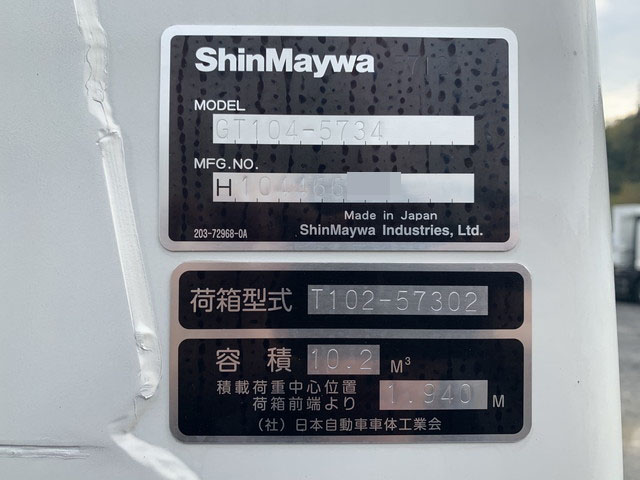 ShinMaywa
MODEL
GT104-5734
MFG.NO.
H 104460
Made in Japan
203-72968-0A ShinMaywa Industries, Ltd.
荷箱型式 T102-57302
容積 10.2 M³
積載荷重中心位置
荷箱前端より 1.940 M
(社)日本自動車車体工業会